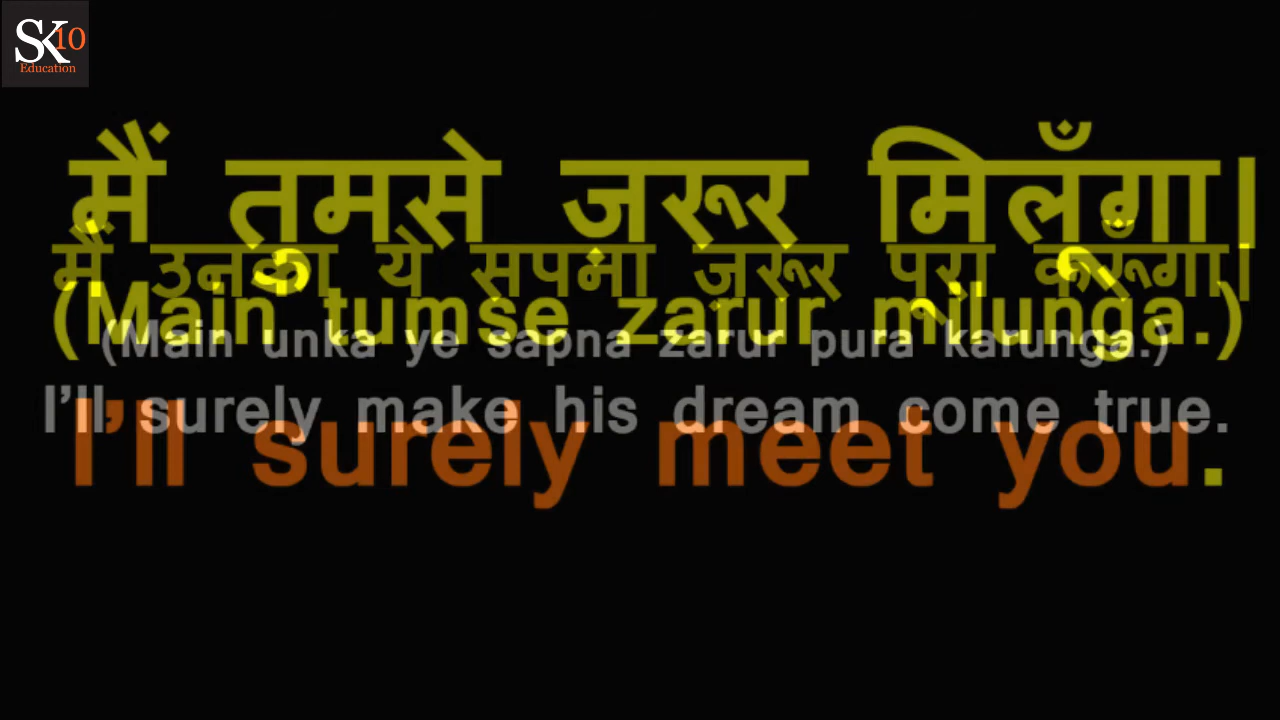 SK10
Education
मैं तुमसे जरूर मिलूँगा।
मैं उनका ये सपना जरूर पूरा करूँगा।
(Main tumse zarur milunga.)
(Main unka ye sapna zarur pura karunga.)
I'll surely make his dream come true.
I'll surely meet you.